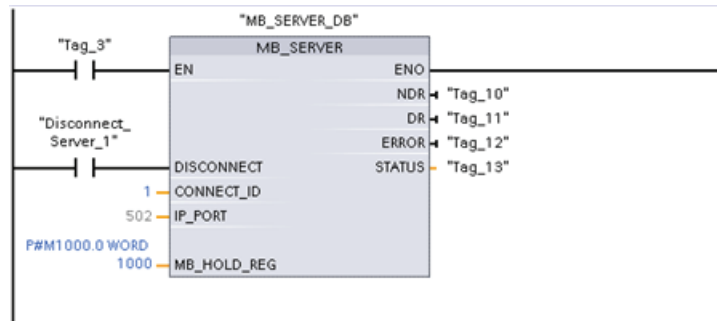 "MB_SERVER_DB"
"Tag_3"
MB_SERVER
EN
ENO
NDR
"Tag_10"
DR
"Tag_11"
"Disconnect_
Server_1"
ERROR
"Tag_12"
DISCONNECT
STATUS
"Tag_13"
1
CONNECT_ID
502
IP_PORT
P#M1000.0 WORD
1000
MB_HOLD_REG